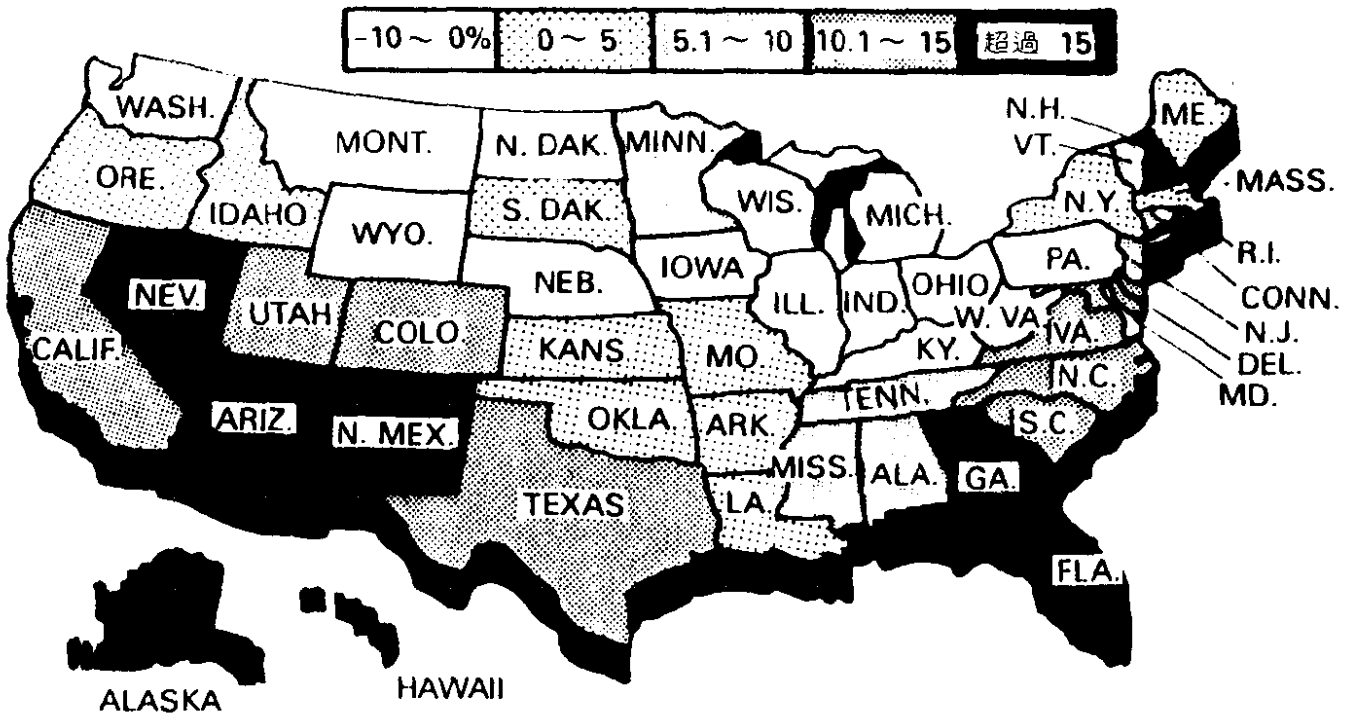 -10～0% 0～5 5.1～10 10.1～15 超過 15
WASH.
MONT.
N. DAK.
MINN.
N.H.
VT.
ME.
ORE.
IDAHO
S. DAK.
WIS.
MICH.
N.Y.
MASS.
WYO.
IOWA
PA.
R.I.
NEV.
NEB.
ILL.
IND.
OHIO
CONN.
UTAH
COLO.
W. VA
VA.
N.J.
CALIF.
KANS
MO
KY.
DEL.
MD.
ARIZ.
N. MEX.
OKLA.
ARK.
TENN.
N.C.
S.C.
TEXAS
LA.
MISS.
ALA.
GA.
FLA.
ALASKA
HAWAII